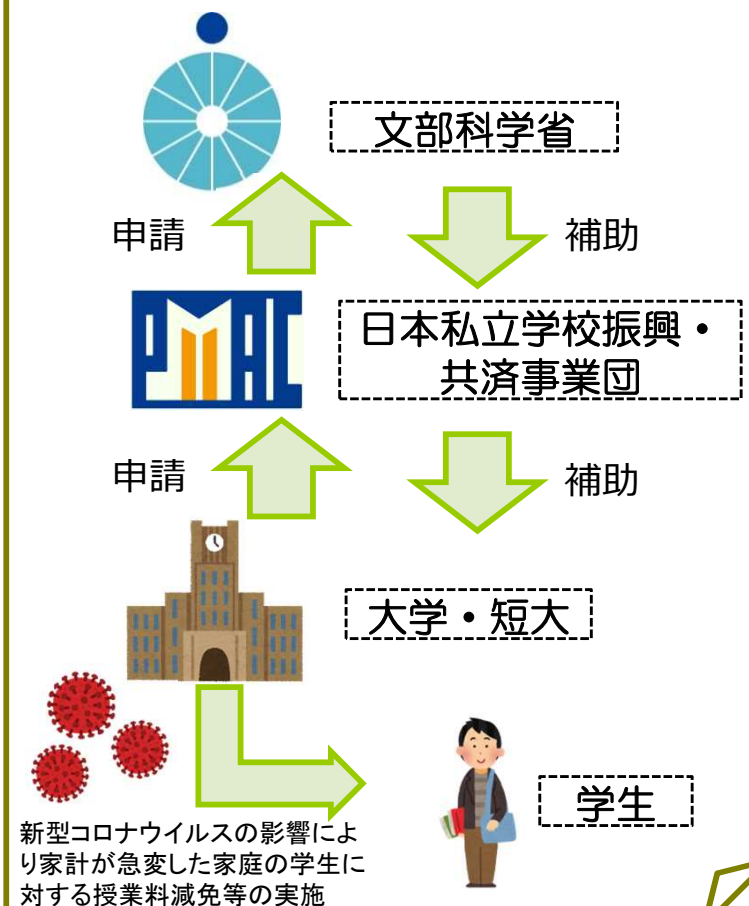 文部科学省
申請
補助
PMAC
日本私立学校振興・
共済事業団
申請
補助
大学・短大
学生
新型コロナウイルスの影響によ
り家計が急変した家庭の学生に
対する授業料減免等の実施